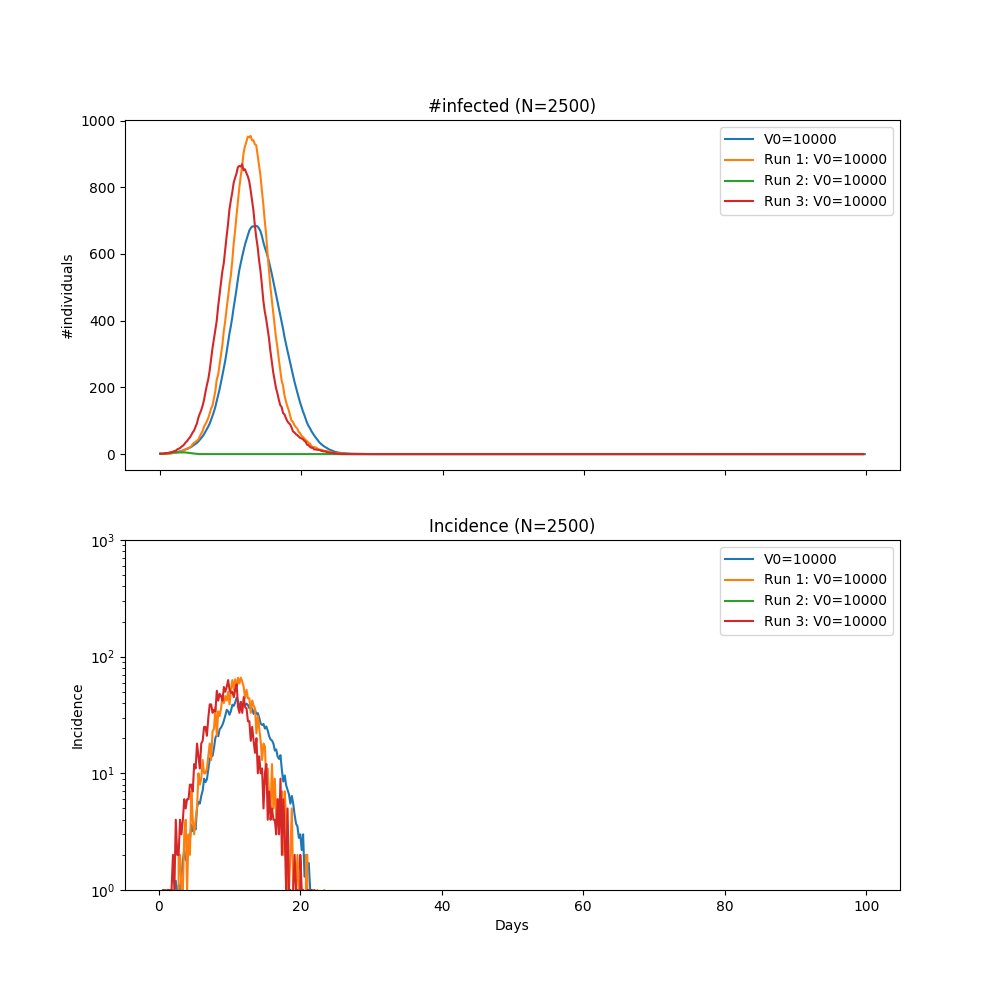 #infected (N=2500)
1000
800
600
400
200
0
#individuals
V0=10000
Run 1: V0=10000
Run 2: V0=10000
Run 3: V0=10000
Incidence (N=2500)
10³
10²
10¹
10⁰
Incidence
V0=10000
Run 1: V0=10000
Run 2: V0=10000
Run 3: V0=10000
0 20 40 60 80 100
Days